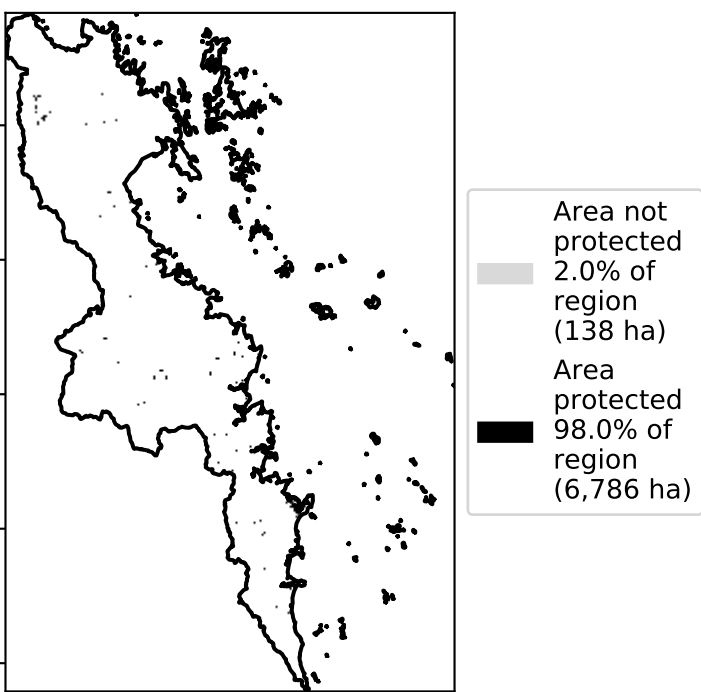 Area not
protected
2.0% of
region
(138 ha)
Area
protected
98.0% of
region
(6,786 ha)